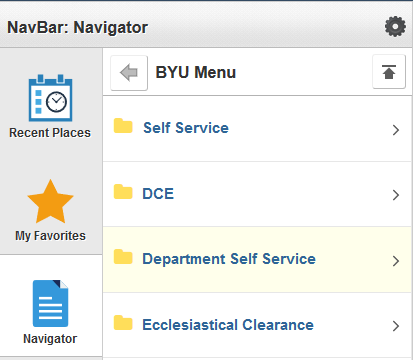 NavBar: Navigator
Recent Places
My Favorites
Navigator
BYU Menu
Self Service
DCE
Department Self Service
Ecclesiastical Clearance